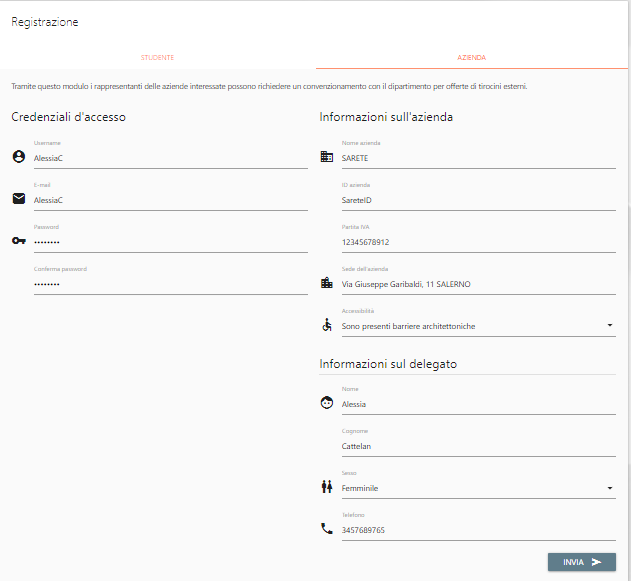 Registrazione
STUDENTE
AZIENDA
Tramite questo modulo i rappresentanti delle aziende interessate possono richiedere un convenzionamento con il dipartimento per offerte di tirocini esterni.
Credenziali d'accesso
Username
AlessiaC
E-mail
AlessiaC
Password
••••••••
Conferma password
••••••••
Informazioni sull'azienda
Nome azienda
SARETE
ID azienda
SareteID
Partita IVA
12345678912
Sede dell'azienda
Via Giuseppe Garibaldi, 11 SALERNO
Accessibilità
Sono presenti barriere architettoniche
Informazioni sul delegato
Nome
Alessia
Cognome
Cattelan
Sesso
Femminile
Telefono
3457689765
INVIA